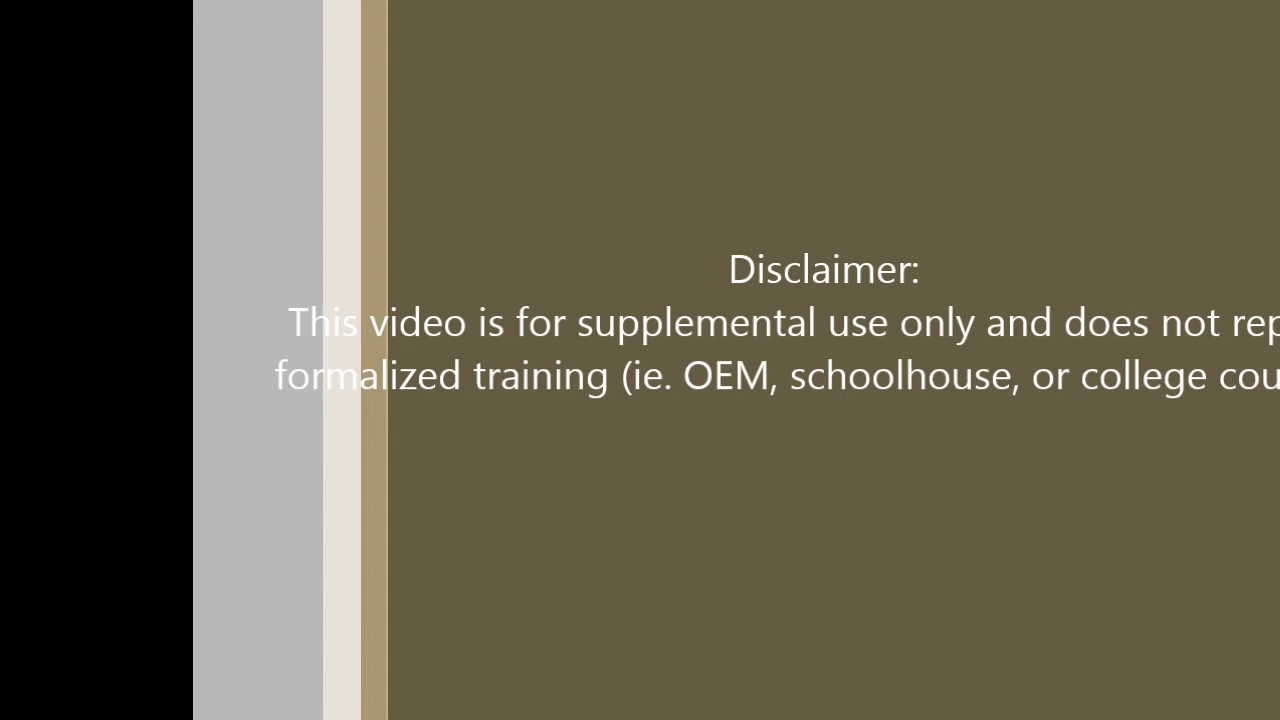 Disclaimer:
This video is for supplemental use only and does not rep
formalized training (ie. OEM, schoolhouse, or college cou